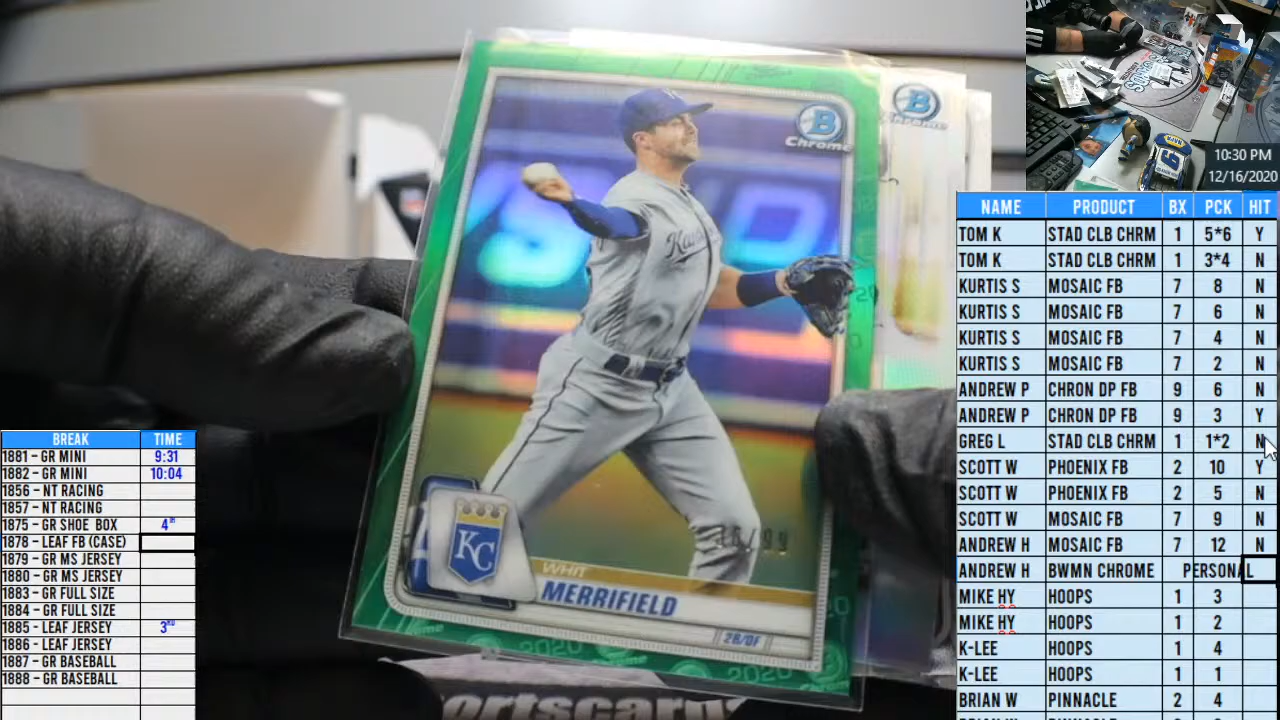 B
Chrome
B
Chrome
Kansas
KC
WHIT
MERRIFIELD
2B/OF
/99
2020
2020
10:30 PM
12/16/2020
NAME PRODUCT BX PCK HIT
TOM K STAD CLB CHRM 1 5*6 Y
TOM K STAD CLB CHRM 1 3*4 N
KURTIS S MOSAIC FB 7 8 N
KURTIS S MOSAIC FB 7 6 N
KURTIS S MOSAIC FB 7 4 N
KURTIS S MOSAIC FB 7 2 N
ANDREW P CHRON DP FB 9 6 N
ANDREW P CHRON DP FB 9 3 Y
GREG L STAD CLB CHRM 1 1*2 N
SCOTT W PHOENIX FB 2 10 Y
SCOTT W PHOENIX FB 2 5 N
SCOTT W MOSAIC FB 7 9 N
ANDREW H MOSAIC FB 7 12 N
ANDREW H BWMN CHROME PERSONAL
MIKE HY HOOPS 1 3
MIKE HY HOOPS 1 2
K-LEE HOOPS 1 4
K-LEE HOOPS 1 1
BRIAN W PINNACLE 2 4
BREAK TIME
1881 – GR MINI 9:31
1882 – GR MINI 10:04
1856 – NT RACING
1857 – NT RACING
1875 – GR SHOE BOX 4TH
1878 – LEAF FB (CASE)
1879 – GR MS JERSEY
1880 – GR MS JERSEY
1883 – GR FULL SIZE
1884 – GR FULL SIZE
1885 – LEAF JERSEY 3RD
1886 – LEAF JERSEY
1887 – GR BASEBALL
1888 – GR BASEBALL